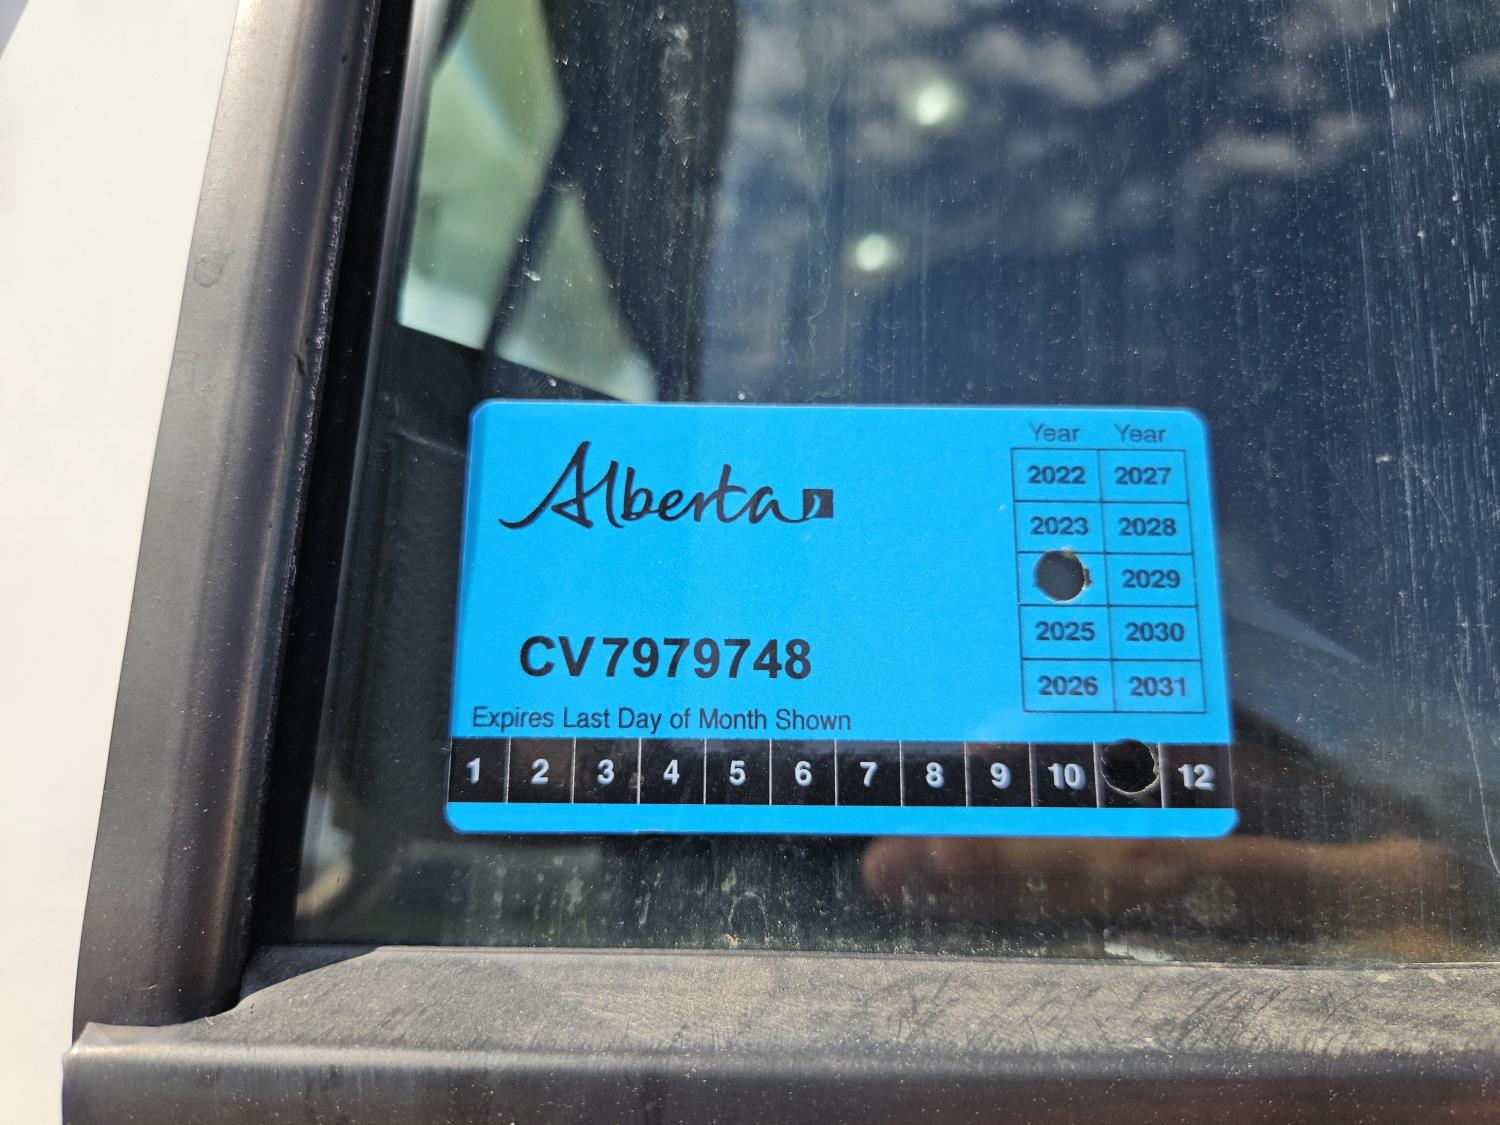 Alberta
Year Year
2022 2027
2023 2028
2029
2025 2030
2026 2031
CV7979748
Expires Last Day of Month Shown
1 2 3 4 5 6 7 8 9 10 12